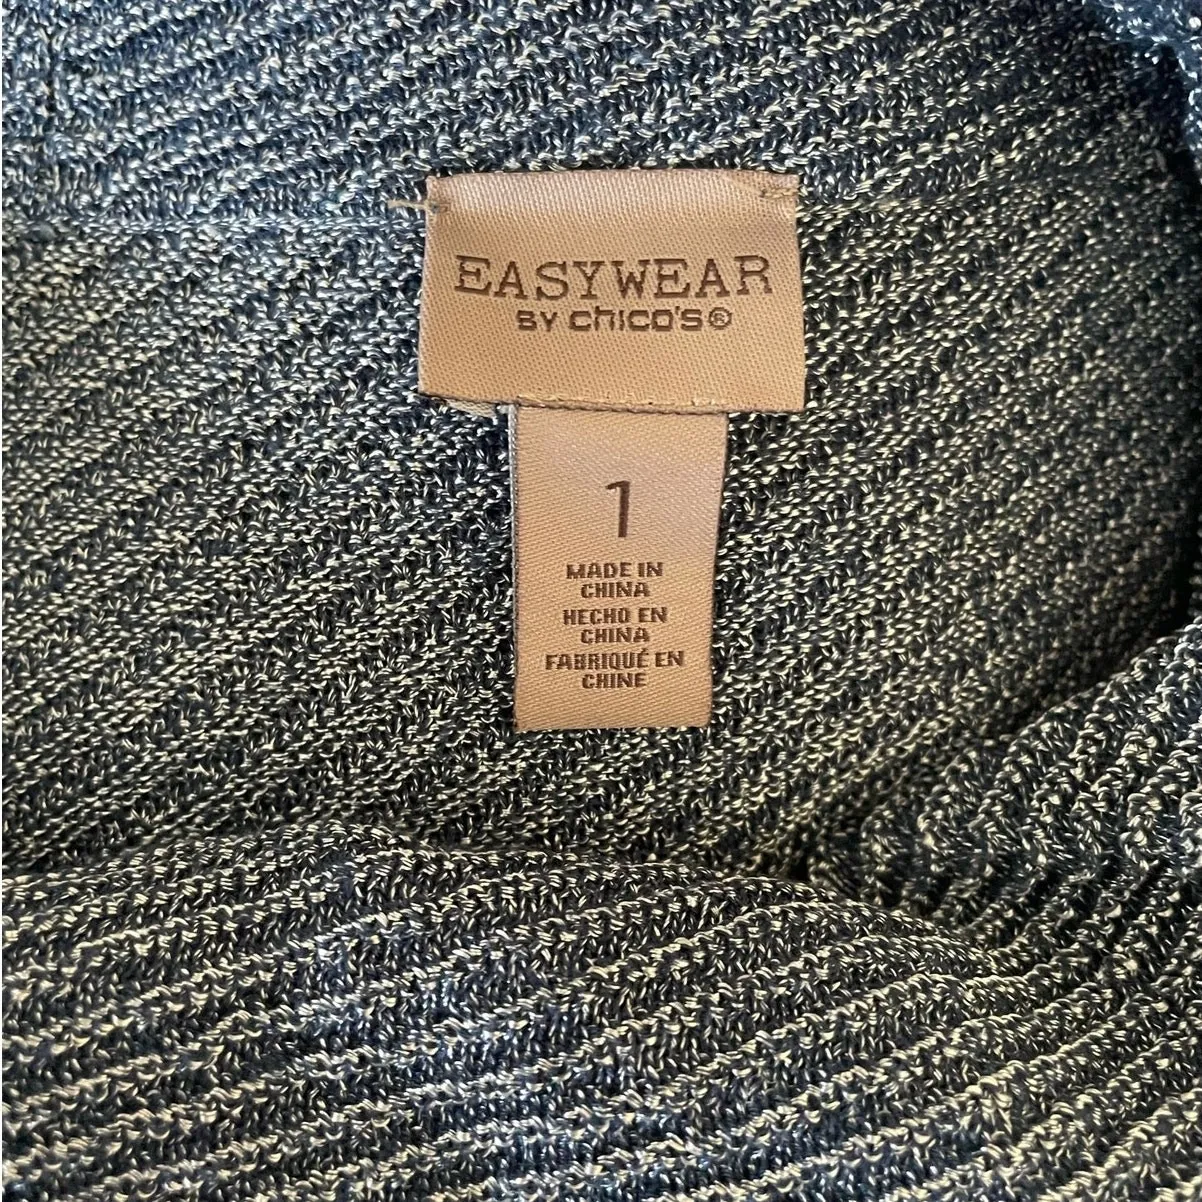 EASYWEAR
BY CHICO'S®
1
MADE IN
CHINA
HECHO EN
CHINA
FABRIQUÉ EN
CHINE